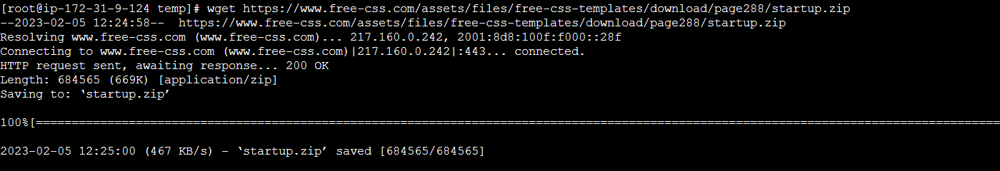 [root@ip-172-31-9-124 temp]# wget https://www.free-css.com/assets/files/free-css-templates/download/page288/startup.zip
--2023-02-05 12:24:58--  https://www.free-css.com/assets/files/free-css-templates/download/page288/startup.zip
Resolving www.free-css.com (www.free-css.com)... 217.160.0.242, 2001:8d8:100f:f000::28f
Connecting to www.free-css.com (www.free-css.com)|217.160.0.242|:443... connected.
HTTP request sent, awaiting response... 200 OK
Length: 684565 (669K) [application/zip]
Saving to: ‘startup.zip’
100%[======================================================================================================================================
2023-02-05 12:25:00 (467 KB/s) - ‘startup.zip’ saved [684565/684565]